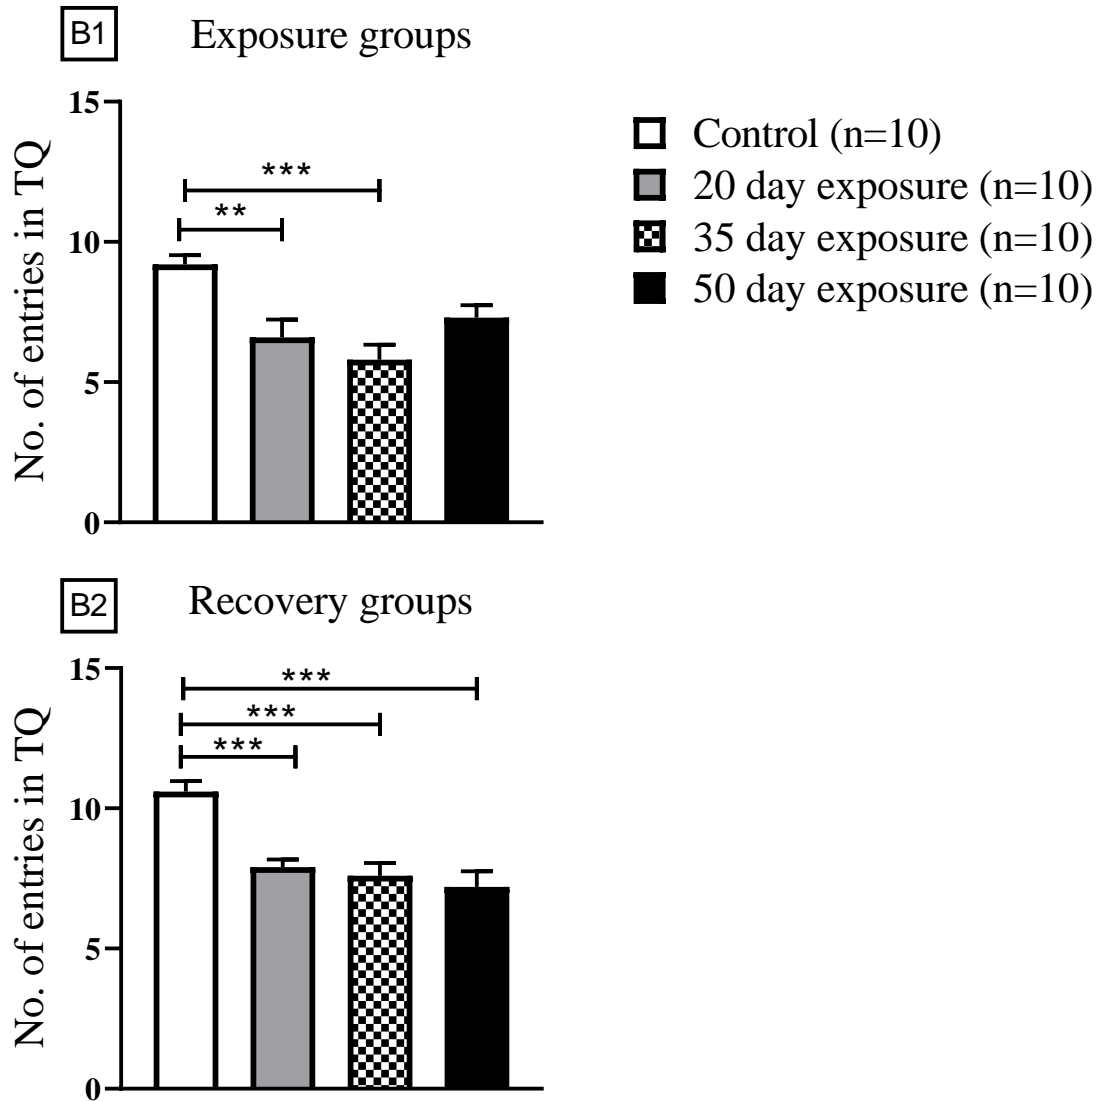 B1
Exposure groups
No. of entries in TQ
15
10
5
0
***
**
Control (n=10)
20 day exposure (n=10)
35 day exposure (n=10)
50 day exposure (n=10)
B2
Recovery groups
No. of entries in TQ
15
10
5
0
***
***
***